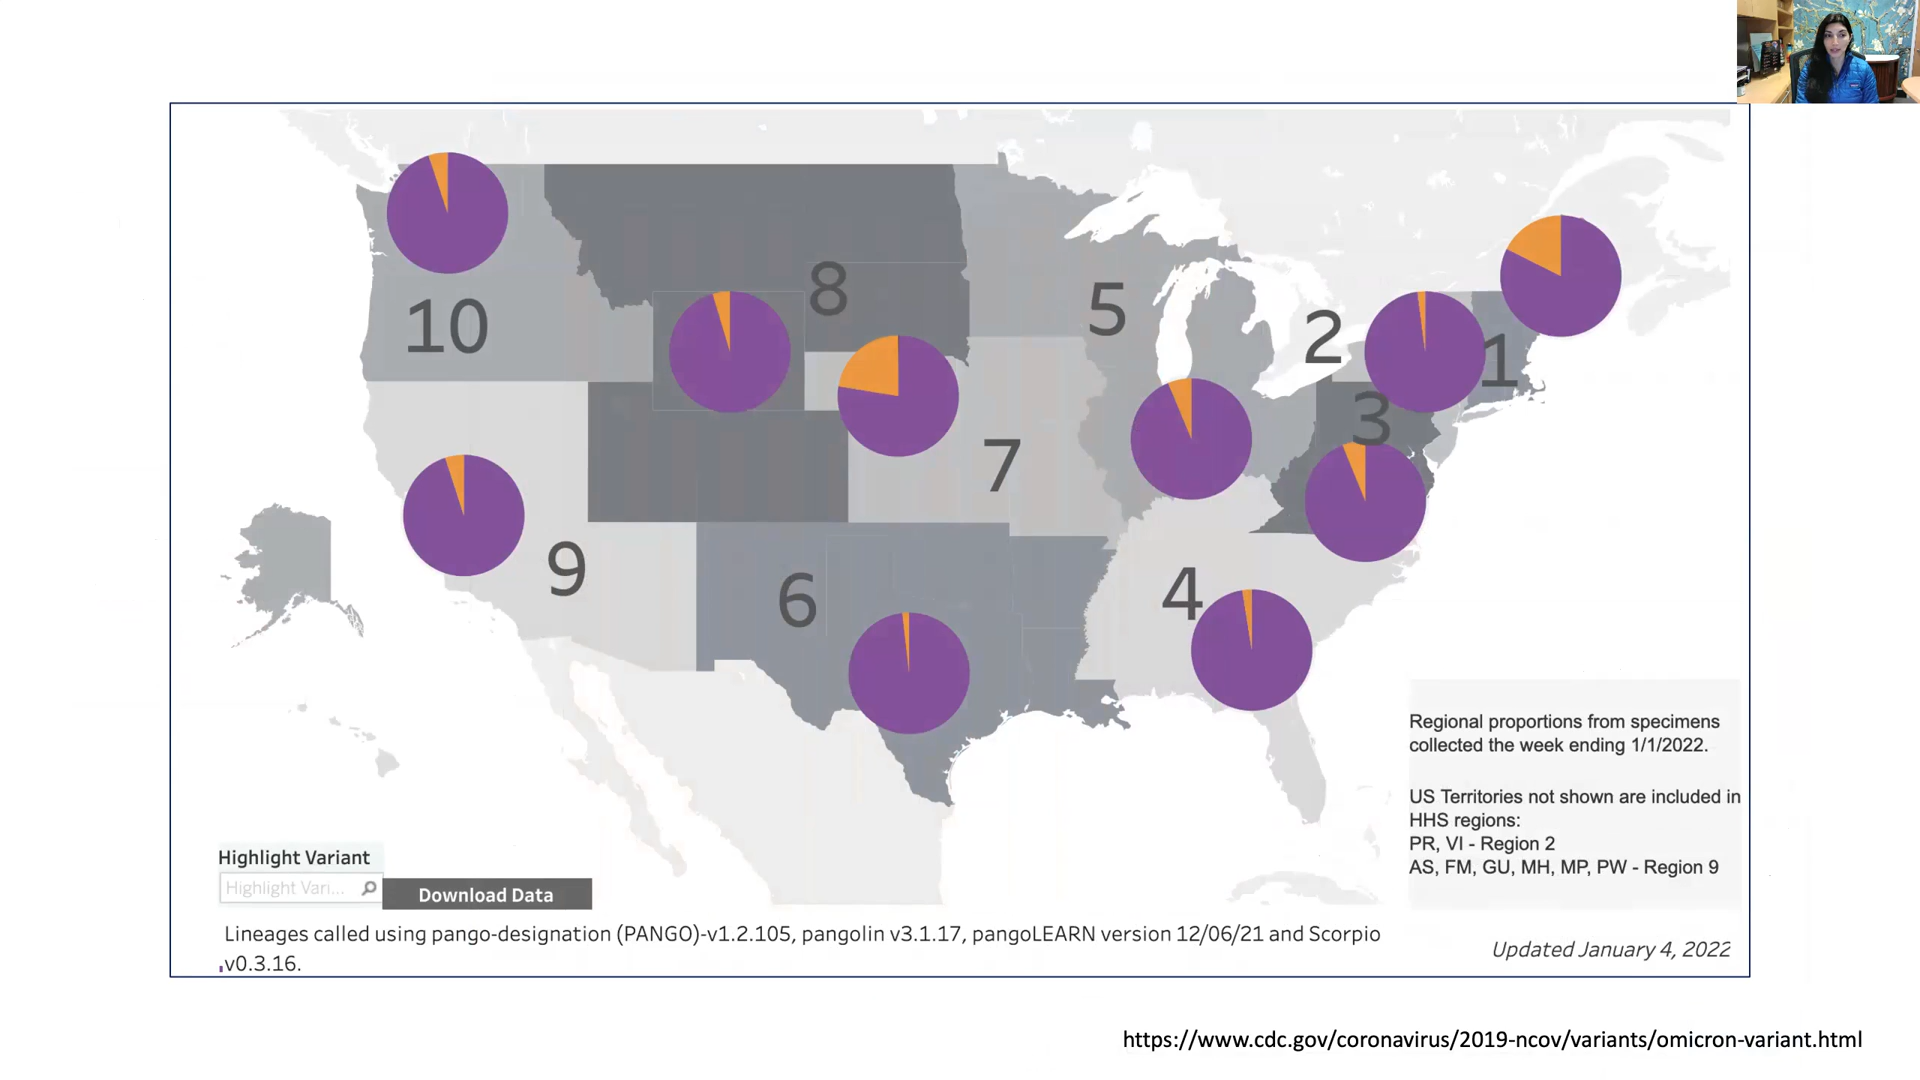 10
8
5
2
1
3
7
9
6
4
Regional proportions from specimens
collected the week ending 1/1/2022.
US Territories not shown are included in
HHS regions:
PR, VI - Region 2
AS, FM, GU, MH, MP, PW - Region 9
Highlight Variant
Highlight Vari...
Download Data
Lineages called using pango-designation (PANGO)-v1.2.105, pangolin v3.1.17, pangoLEARN version 12/06/21 and Scorpio
v0.3.16.
Updated January 4, 2022
https://www.cdc.gov/coronavirus/2019-ncov/variants/omicron-variant.html